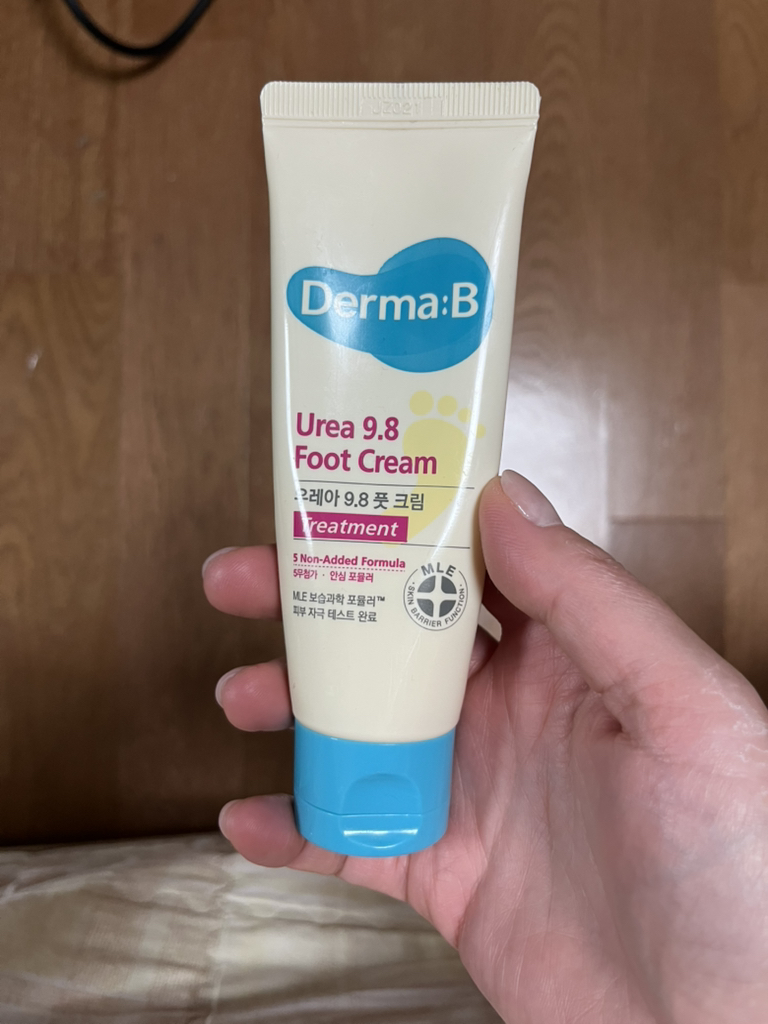 Derma:B
Urea 9.8
Foot Cream
우레아 9.8 풋 크림
Treatment
5 Non-Added Formula
5무첨가 · 안심 포뮬러
MLE 보습과학 포뮬러™
피부 자극 테스트 완료
MLE
· SKIN BARRIER FUNCTION ·